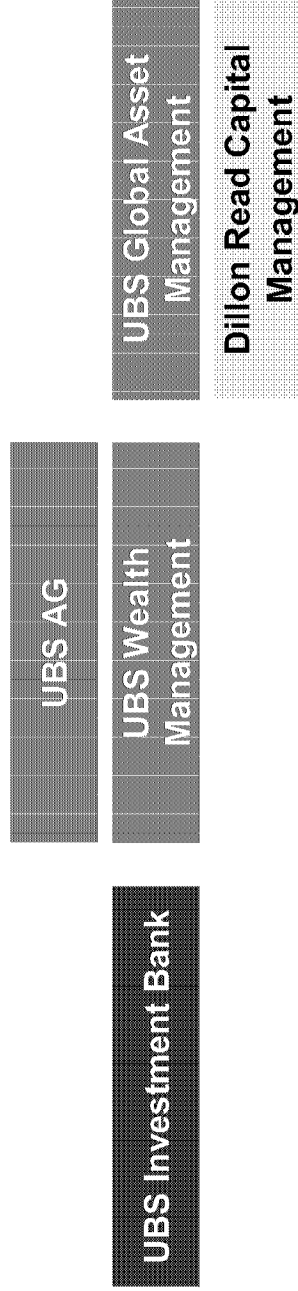 UBS AG
UBS Investment Bank
UBS Wealth
Management
UBS Global Asset
Management
Dillon Read Capital
Management